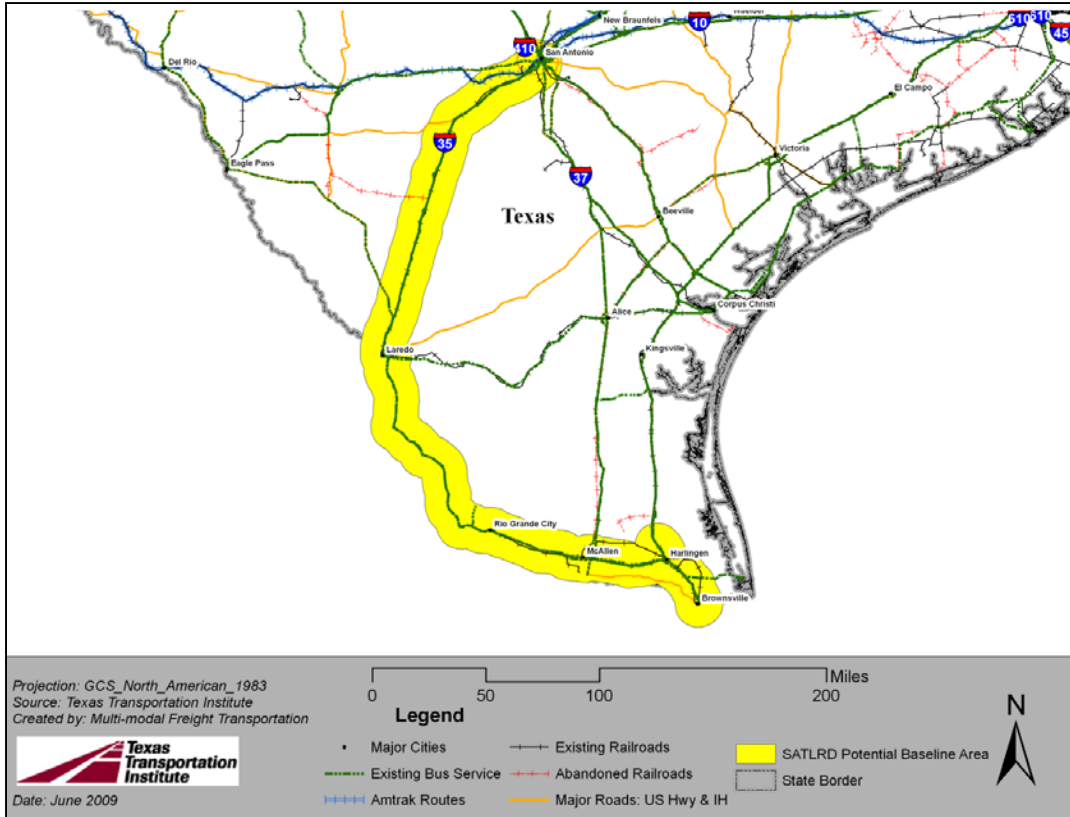 New Braunfels
10
610
610
45
410
San Antonio
Del Rio
El Campo
35
Victoria
Eagle Pass
37
Texas
Beeville
Corpus Christi
Alice
Laredo
Kingsville
Rio Grande City
McAllen
Harlingen
Brownsville
Projection: GCS_North_American_1983
Source: Texas Transportation Institute
Created by: Multi-modal Freight Transportation
Texas
Transportation
Institute
Date: June 2009
Miles
0 50 100 200
Legend
Major Cities
Existing Bus Service
Amtrak Routes
Existing Railroads
Abandoned Railroads
Major Roads: US Hwy & IH
SATLRD Potential Baseline Area
State Border
N